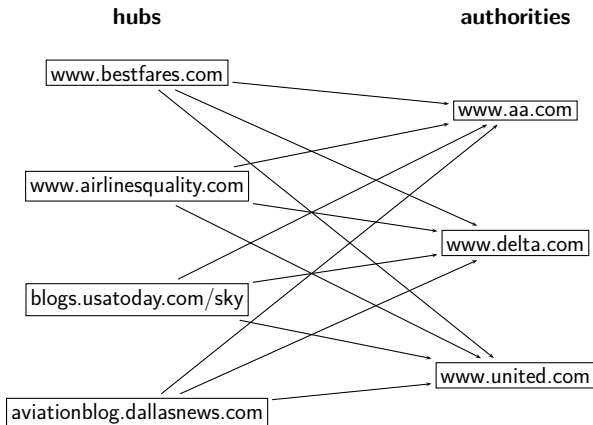 hubs
authorities
www.bestfares.com
www.aa.com
www.airlinesquality.com
www.delta.com
blogs.usatoday.com/sky
www.united.com
aviationblog.dallasnews.com